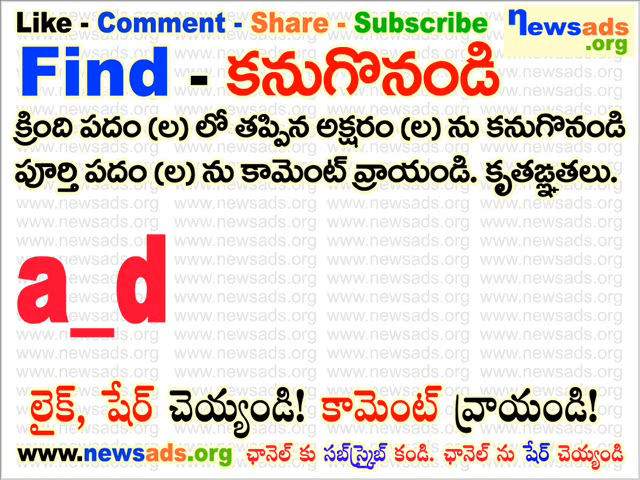 Like - Comment - Share - Subscribe
newsads
.org
Find - కనుగొనండి
క్రింది పదం (ల) లో తప్పిన అక్షరం (ల) ను కనుగొనండి
పూర్తి పదం (ల) ను కామెంట్ వ్రాయండి. కృతఙ్ఞతలు.
a_d
లైక్, షేర్ చెయ్యండి! కామెంట్ వ్రాయండి!
www.newsads.org ఛానెల్ కు సబ్‌స్క్రైబ్ కండి. ఛానెల్ ను షేర్ చెయ్యండి